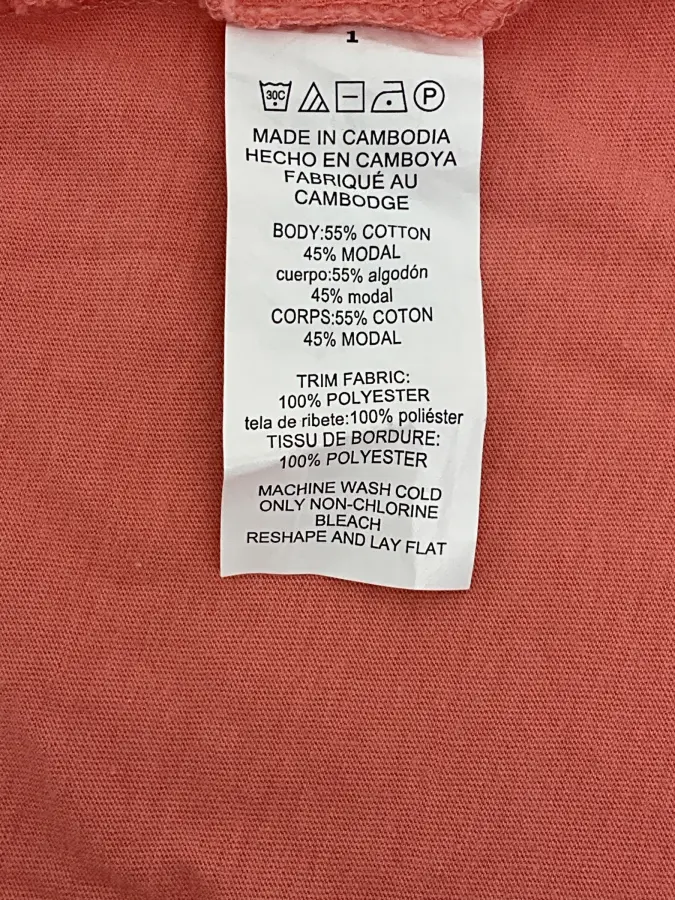 1
30C P
MADE IN CAMBODIA
HECHO EN CAMBOYA
FABRIQUÉ AU
CAMBODGE
BODY:55% COTTON
45% MODAL
cuerpo:55% algodón
45% modal
CORPS:55% COTON
45% MODAL
TRIM FABRIC:
100% POLYESTER
tela de ribete:100% poliéster
TISSU DE BORDURE:
100% POLYESTER
MACHINE WASH COLD
ONLY NON-CHLORINE
BLEACH
RESHAPE AND LAY FLAT